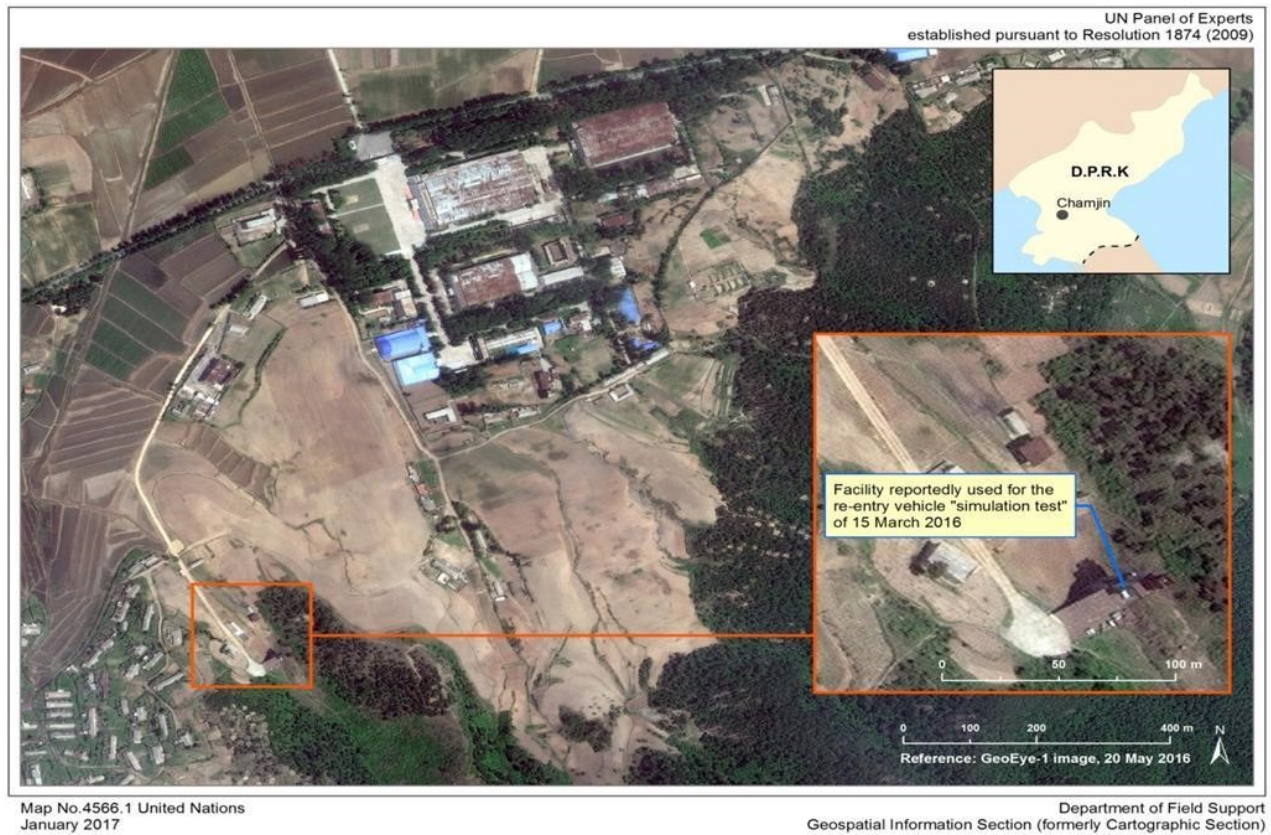 UN Panel of Experts
established pursuant to Resolution 1874 (2009)
D.P.R.K
Chamjin
Facility reportedly used for the
re-entry vehicle "simulation test"
of 15 March 2016
0 50 100 m
0 100 200 400 m
N
Reference: GeoEye-1 image, 20 May 2016
Map No.4566.1 United Nations
January 2017
Department of Field Support
Geospatial Information Section (formerly Cartographic Section)